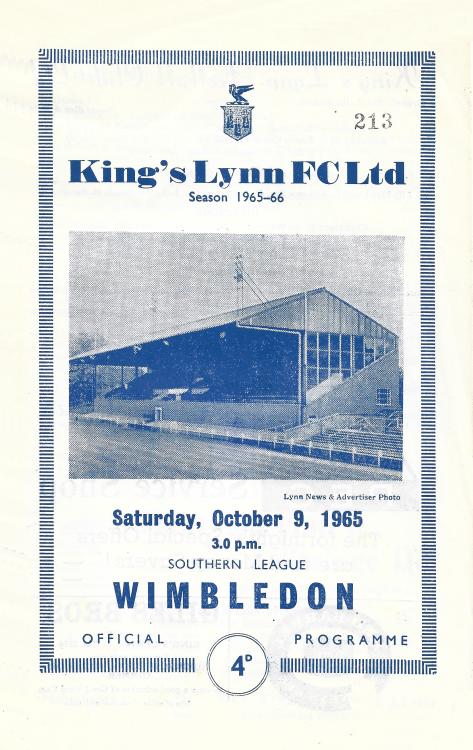 213
King's Lynn FC Ltd
Season 1965–66
Lynn News & Advertiser Photo
Saturday, October 9, 1965
3.0 p.m.
SOUTHERN LEAGUE
WIMBLEDON
OFFICIAL PROGRAMME
4D